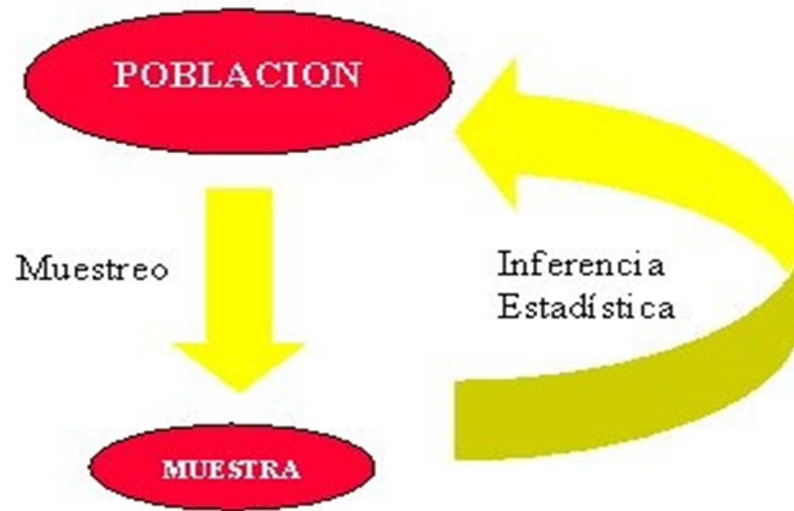 POBLACION
Muestreo
Inferencia
Estadística
MUESTRA